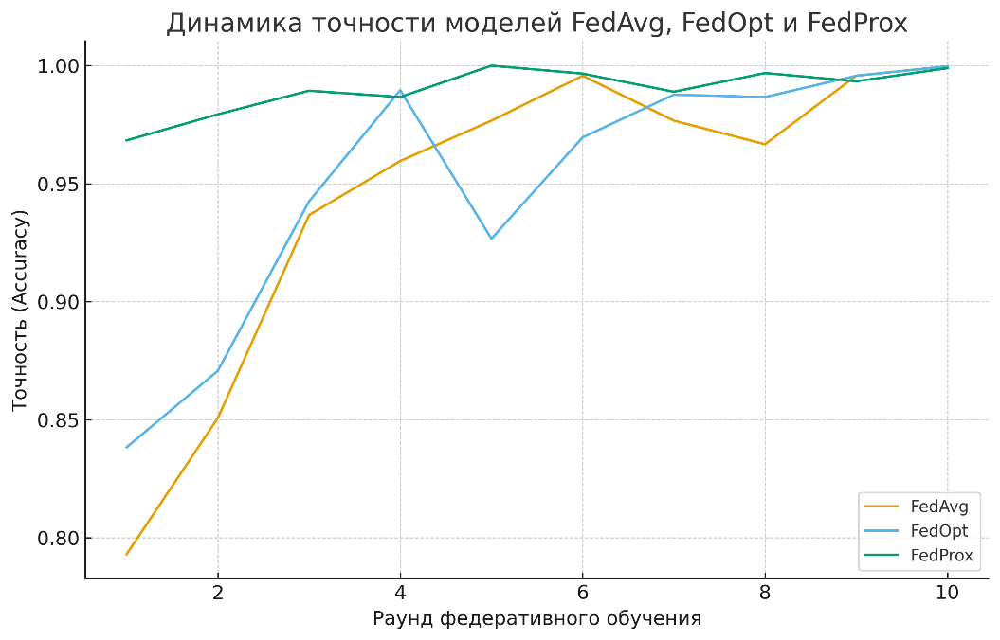 Динамика точности моделей FedAvg, FedOpt и FedProx
Точность (Accuracy)
1.00
0.95
0.90
0.85
0.80
2 4 6 8 10
Раунд федеративного обучения
FedAvg
FedOpt
FedProx